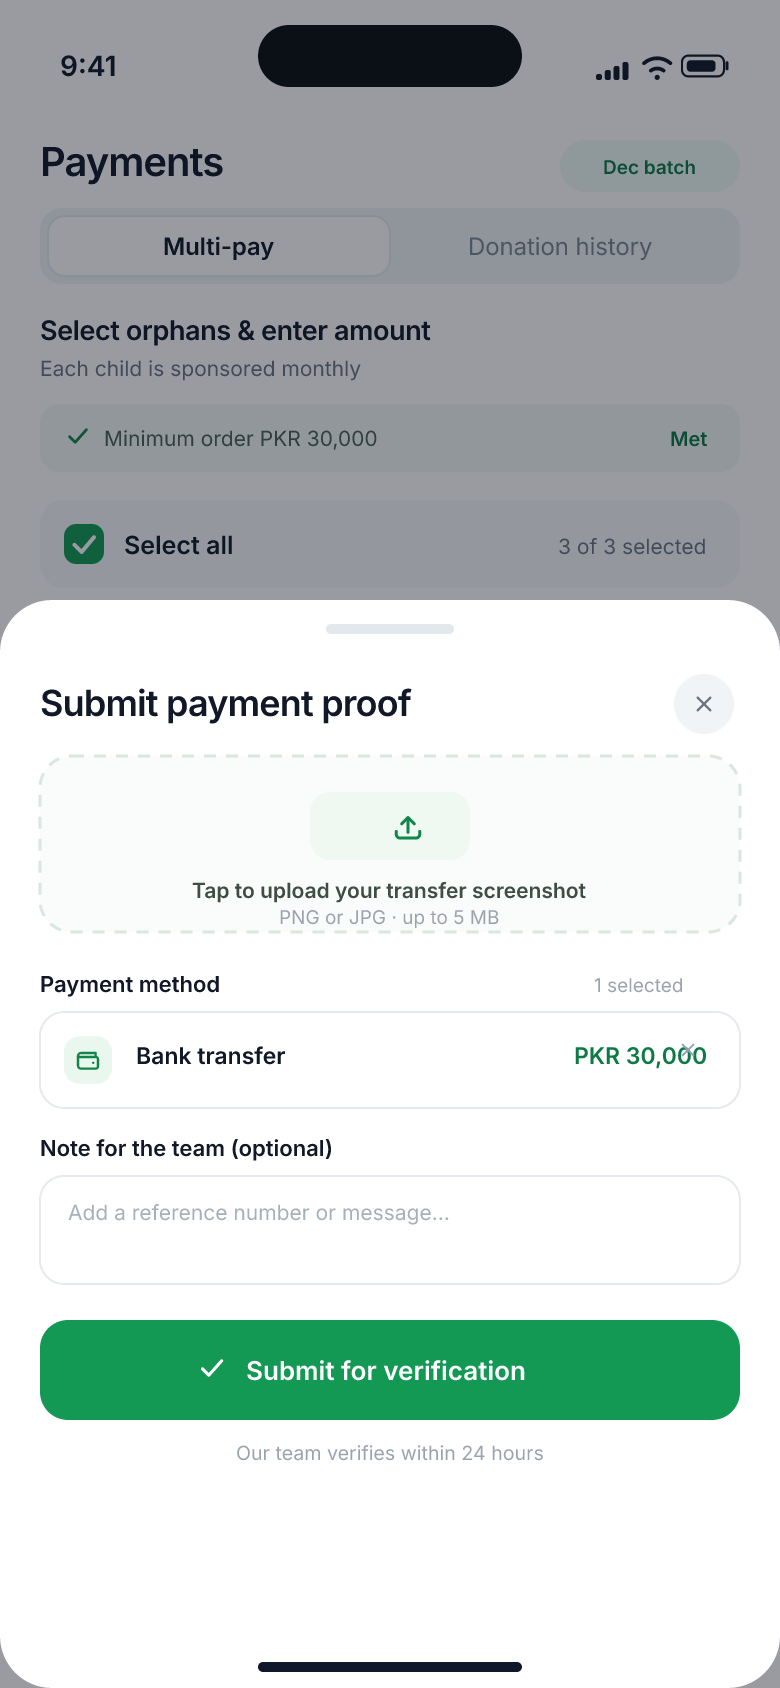 9:41
Payments
Dec batch
Multi-pay
Donation history
Select orphans & enter amount
Each child is sponsored monthly
Minimum order PKR 30,000
Met
Select all
3 of 3 selected
Submit payment proof
Tap to upload your transfer screenshot
PNG or JPG · up to 5 MB
Payment method
1 selected
Bank transfer
PKR 30,000
Note for the team (optional)
Add a reference number or message...
Submit for verification
Our team verifies within 24 hours